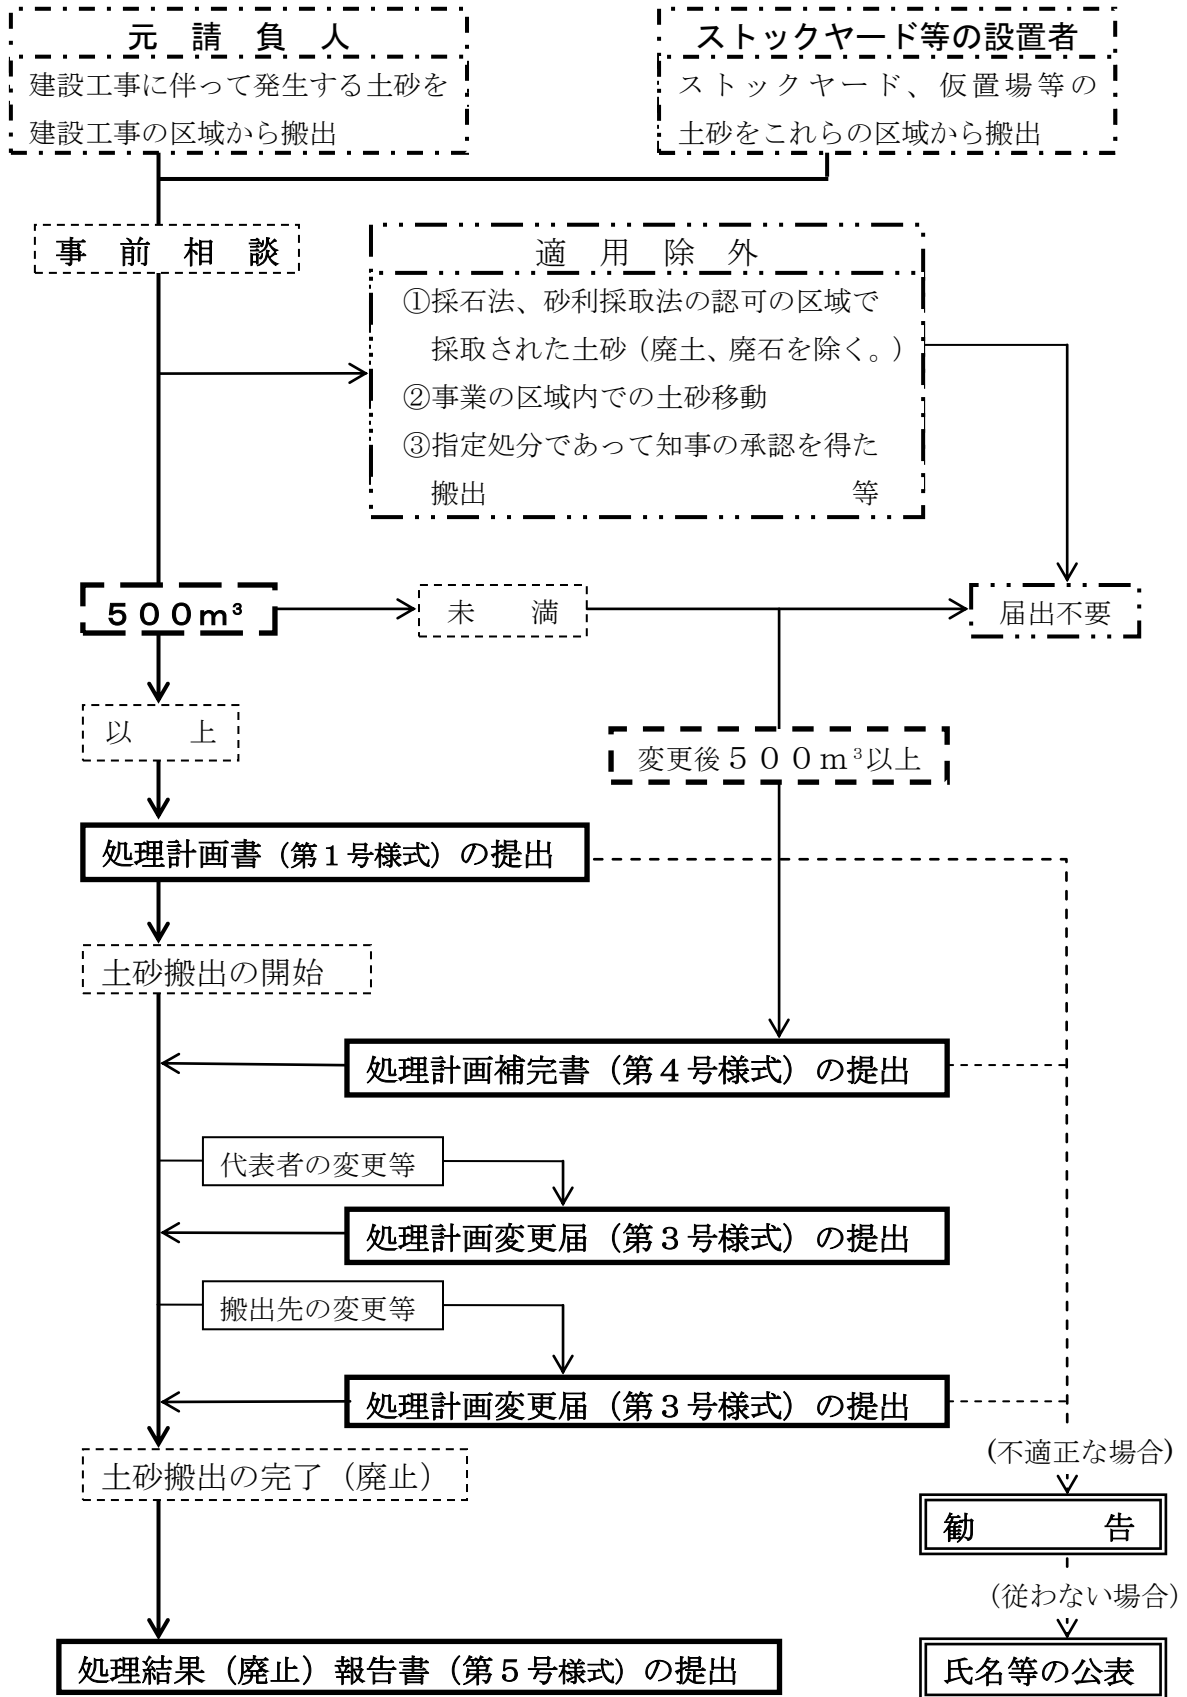 元　請　負　人
建設工事に伴って発生する土砂を
建設工事の区域から搬出
ストックヤード等の設置者
ストックヤード、仮置場等の
土砂をこれらの区域から搬出
事　前　相　談
適　用　除　外
①採石法、砂利採取法の認可の区域で
採取された土砂（廃土、廃石を除く。）
②事業の区域内での土砂移動
③指定処分であって知事の承認を得た
搬出　　　　　　　　　　　　　等
５００ｍ³
未　　満
届出不要
以　　上
変更後５００ｍ³以上
処理計画書（第１号様式）の提出
土砂搬出の開始
処理計画補完書（第４号様式）の提出
代表者の変更等
処理計画変更届（第３号様式）の提出
搬出先の変更等
処理計画変更届（第３号様式）の提出
(不適正な場合)
土砂搬出の完了（廃止）
勧　　　　告
(従わない場合)
処理結果（廃止）報告書（第５号様式）の提出
氏名等の公表